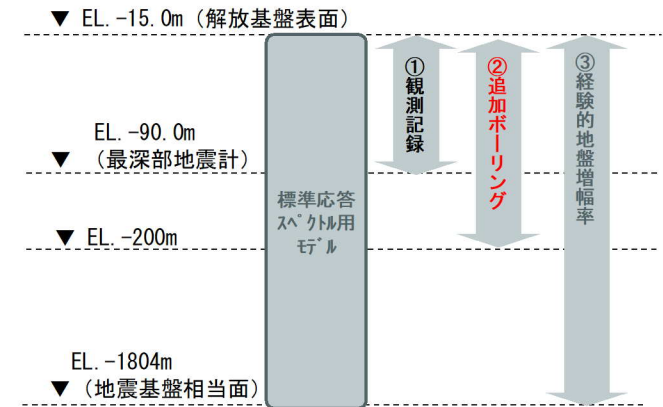 ▼ EL.-15.0m（解放基盤表面）
EL.-90.0m
▼ （最深部地震計）
▼ EL.-200m
EL.-1804m
▼（地震基盤相当面）
標準応答
ｽﾍﾟｸﾄﾙ用
ﾓﾃﾞﾙ
①観測記録
②追加ボーリング
③経験的地盤増幅率